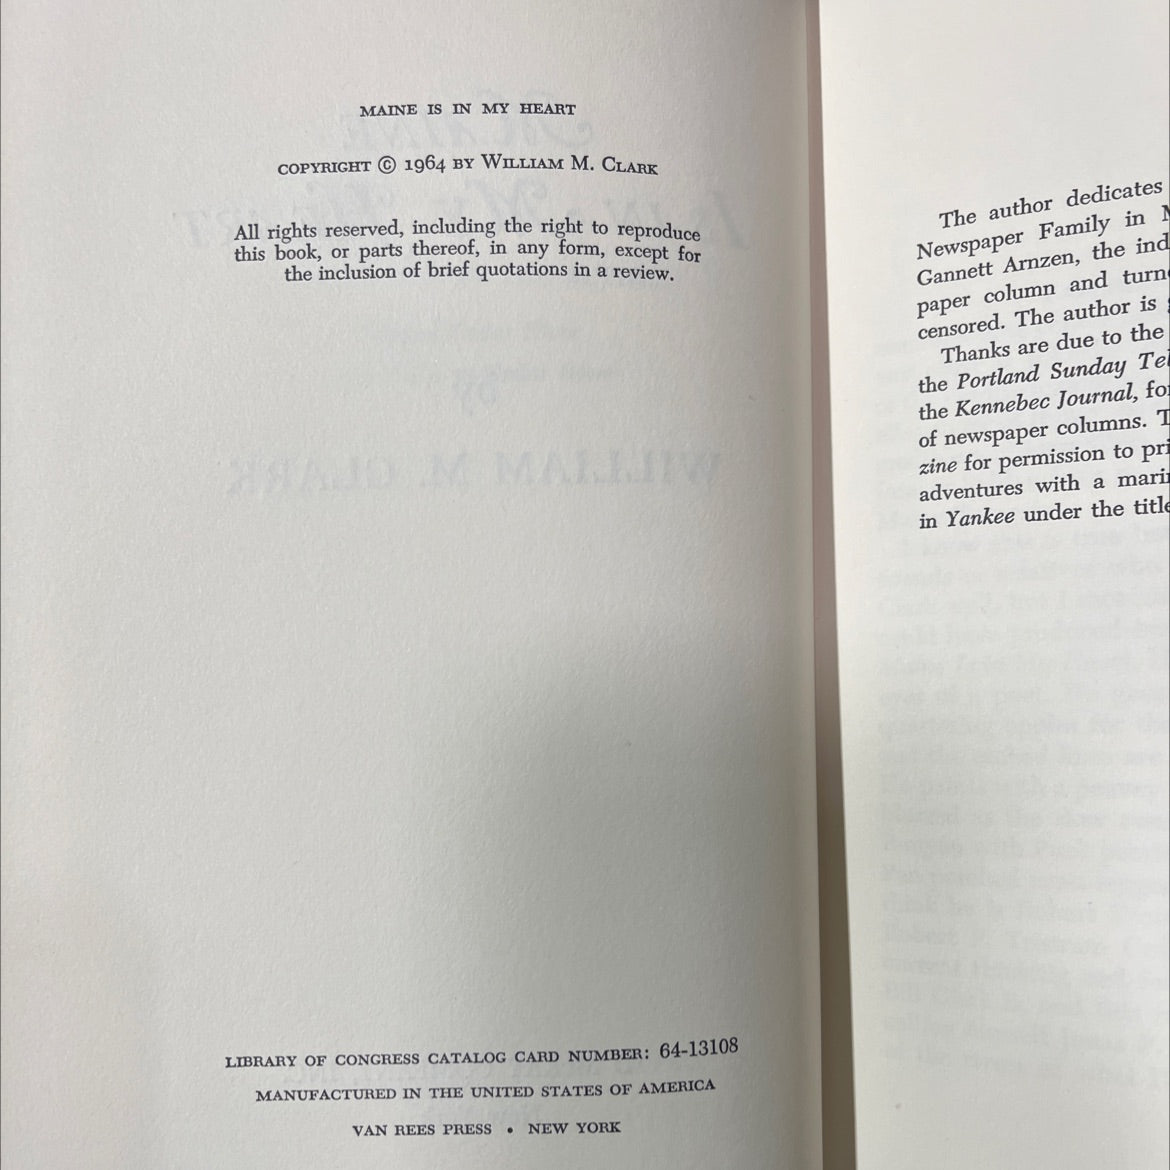 MAINE IS IN MY HEART
COPYRIGHT © 1964 BY WILLIAM M. CLARK
All rights reserved, including the right to reproduce
this book, or parts thereof, in any form, except for
the inclusion of brief quotations in a review.
LIBRARY OF CONGRESS CATALOG CARD NUMBER: 64-13108
MANUFACTURED IN THE UNITED STATES OF AMERICA
VAN REES PRESS • NEW YORK
The author dedicates
Newspaper Family in
Gannett Arnzen, the ind
paper column and turn
censored. The author is
Thanks are due to the
the Portland Sunday Tel
the Kennebec Journal, fo
of newspaper columns. T
zine for permission to pri
adventures with a mari
in Yankee under the title